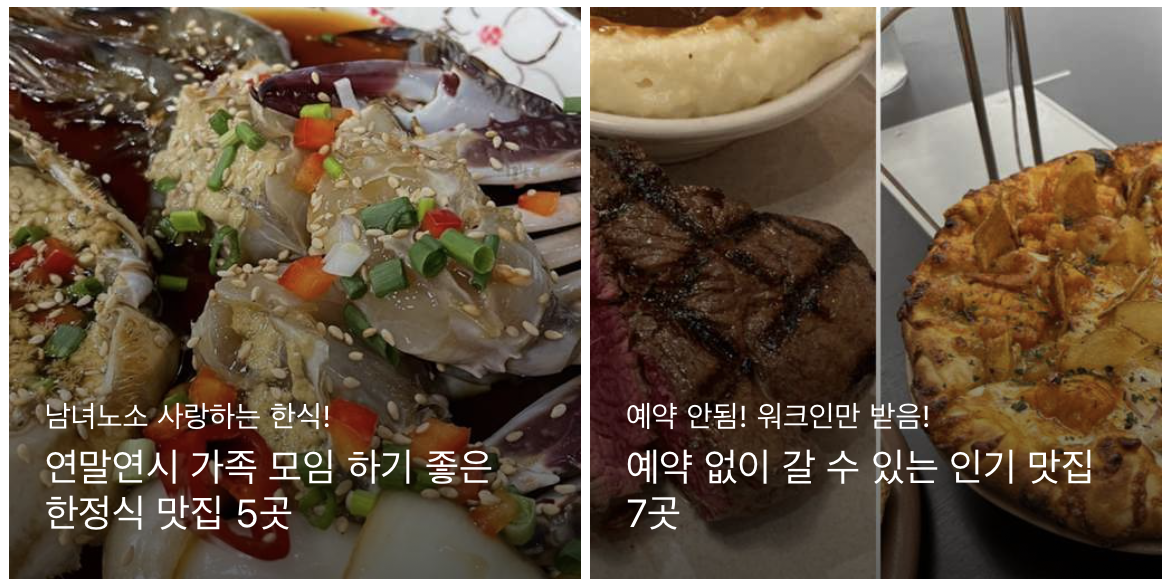 남녀노소 사랑하는 한식!
연말연시 가족 모임 하기 좋은
한정식 맛집 5곳
예약 안됨! 워크인만 받음!
예약 없이 갈 수 있는 인기 맛집
7곳